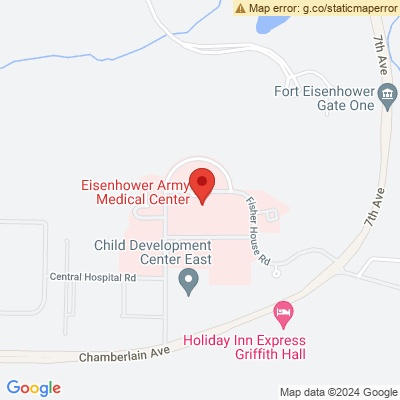 Map error: g.co/staticmaperror
7th Ave
Fort Eisenhower
Gate One
Eisenhower Army
Medical Center
Fisher House Rd
7th Ave
Child Development
Center East
Central Hospital Rd
Holiday Inn Express
Griffith Hall
Chamberlain Ave
Google
Map data ©2024 Google